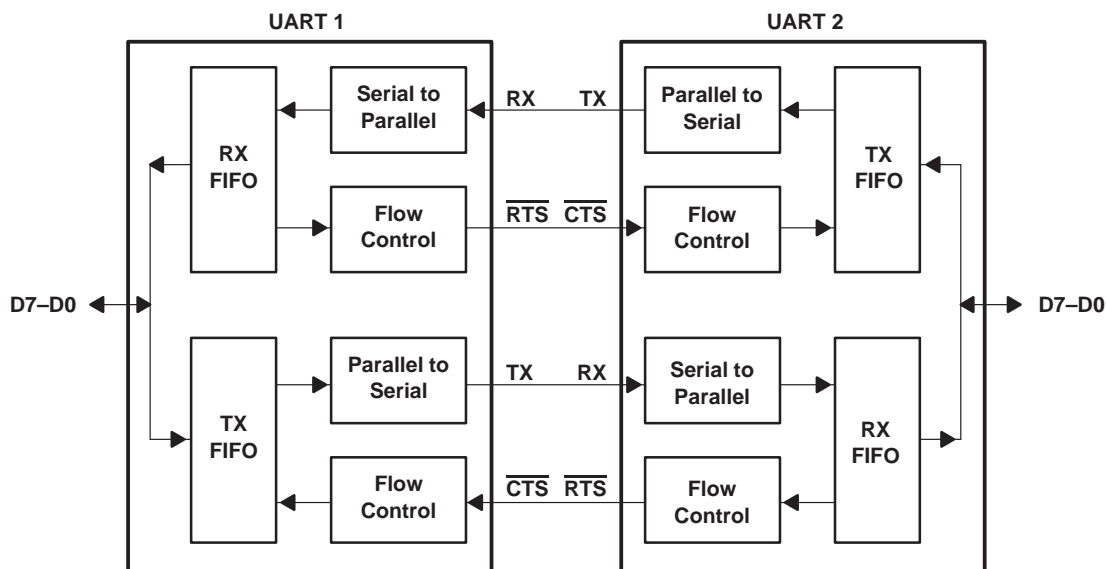 UART 1
UART 2
Serial to
Parallel
RX
TX
Parallel to
Serial
RX
FIFO
TX
FIFO
Flow
Control
RTS
CTS
Flow
Control
D7–D0
D7–D0
Parallel to
Serial
TX
RX
Serial to
Parallel
TX
FIFO
RX
FIFO
Flow
Control
CTS
RTS
Flow
Control